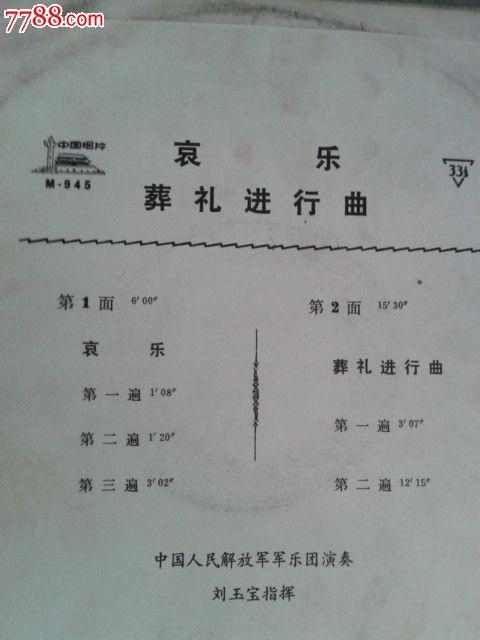 7788.com
中国唱片
M-945
哀 乐
葬礼进行曲
33⅓
第1面 6′00″
哀 乐
第一遍 1′08″
第二遍 1′20″
第三遍 3′02″
第2面 15′30″
葬礼进行曲
第一遍 3′07″
第二遍 12′15″
中国人民解放军军乐团演奏
刘玉宝指挥